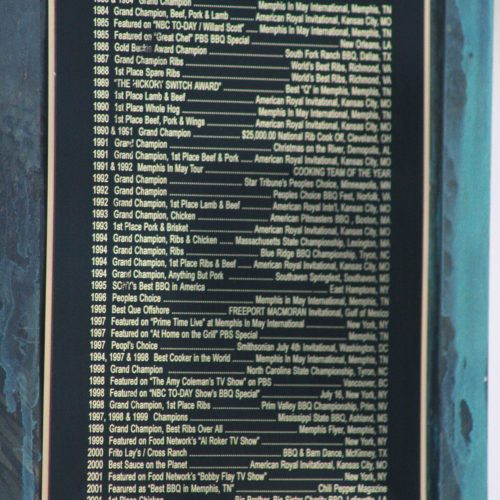 Grand Champion ........ Memphis in May International, Memphis, TN
1984 Grand Champion, Beef, Pork & Lamb ........ American Royal Invitational, Kansas City, MO
1985 Featured on "NBC TO-DAY / Willard Scott" ........ Memphis in May International, Memphis, TN
1985 Featured on "Great Chef" PBS BBQ Special ........ New Orleans, LA
1986 Gold Award Champion ........ South Fork Ranch BBQ, Dallas, TX
1987 Grand Champion Ribs ........ World's Best Ribs, Richmond, VA
1988 1st Place Spare Ribs ........ World's Best Ribs, Richmond, VA
1989 "THE HICKORY SWITCH AWARD" ........ Best "Q" in Memphis, Memphis, TN
1989 1st Place Lamb & Beef ........ American Royal Invitational, Kansas City, MO
1990 1st Place Whole Hog ........ Memphis in May International, Memphis, TN
1990 1st Place Beef, Pork & Wings ........ American Royal Invitational, Kansas City, MO
1990 & 1991 Grand Champion ........ $25,000.00 National Rib Cook Off, Cleveland, OH
1991 Grand Champion ........ Christmas on the River, Demopolis, AL
1991 Grand Champion, 1st Place Beef & Pork ........ American Royal Invitational, Kansas City, MO
1991 & 1992 Memphis In May Tour ........ COOKING TEAM OF THE YEAR
1992 Grand Champion ........ Star Tribune's Peoples Choice, Minneapolis, MN
1992 Grand Champion ........ Peoples Choice BBQ Fest, Norfolk, VA
1992 Grand Champion, 1st Place Lamb & Beef ........ American Royal Inv't, Kansas City, MO
1993 Grand Champion, Chicken ........ American Pitmasters BBQ, Boston, MA
1993 1st Place Pork & Brisket ........ American Royal Invitational, Kansas City, MO
1994 Grand Champion, Ribs & Chicken ........ Massachusetts State Championship, Lexington, MA
1994 Grand Champion, Ribs ........ Blue Ridge BBQ Championship, Tryon, NC
1994 Grand Champion, 1st Place Ribs & Beef ........ American Royal Invitational, Kansas City, MO
1994 Grand Champion, Anything But Pork ........ Southaven Springfest, Southaven, MS
1995 Best BBQ in America ........ East Hampton, NY
1996 Peoples Choice ........ Memphis in May International, Memphis, TN
1996 Best Que Offshore ........ FREEPORT MACMORAN Invitational, Gulf of Mexico
1997 Featured on "Prime Time Live" at Memphis In May International ........ New York, NY
1997 Featured on "At Home on the Grill" PBS Special ........ Memphis, TN
1997 Peopl's Choice ........ Smithsonian July 4th Invitational, Washington, DC
1994, 1997 & 1998 Best Cooker in the World ........ Memphis In May International, Memphis, TN
1998 Grand Champion ........ North Carolina State Championship, Tyron, NC
1998 Featured on "The Amy Coleman's TV Show" on PBS ........ Vancouver, BC
1998 Featured on "NBC TO-DAY Show's BBQ Special" ........ July 16, New York, NY
1998 Grand Champion, 1st Place Ribs ........ Prim Valley BBQ Championship, Prim, NV
1997, 1998 & 1999 Champions ........ Mississippi State BBQ, Ashland, MS
1999 Grand Champion, Best Ribs Over All ........ Memphis Flyer, Memphis, TN
1999 Featured on Food Network's "Al Roker TV Show" ........ New York, NY
2000 Frito Lay's / Cross Ranch ........ BBQ & Barn Dance, McKinney, TX
2000 Best Sauce on the Planet ........ American Royal Invitational, Kansas City, MO
2001 Featured on Food Network's "Bobby Flay TV Show" ........ New York, NY
2001 Fearured as "Best BBQ in Memphis, TN" ........ Chili Pepper Magazine
2001 1st Place Chicken ........ Big Brother, Big Sister Charity BBQ, Lafayette, LA